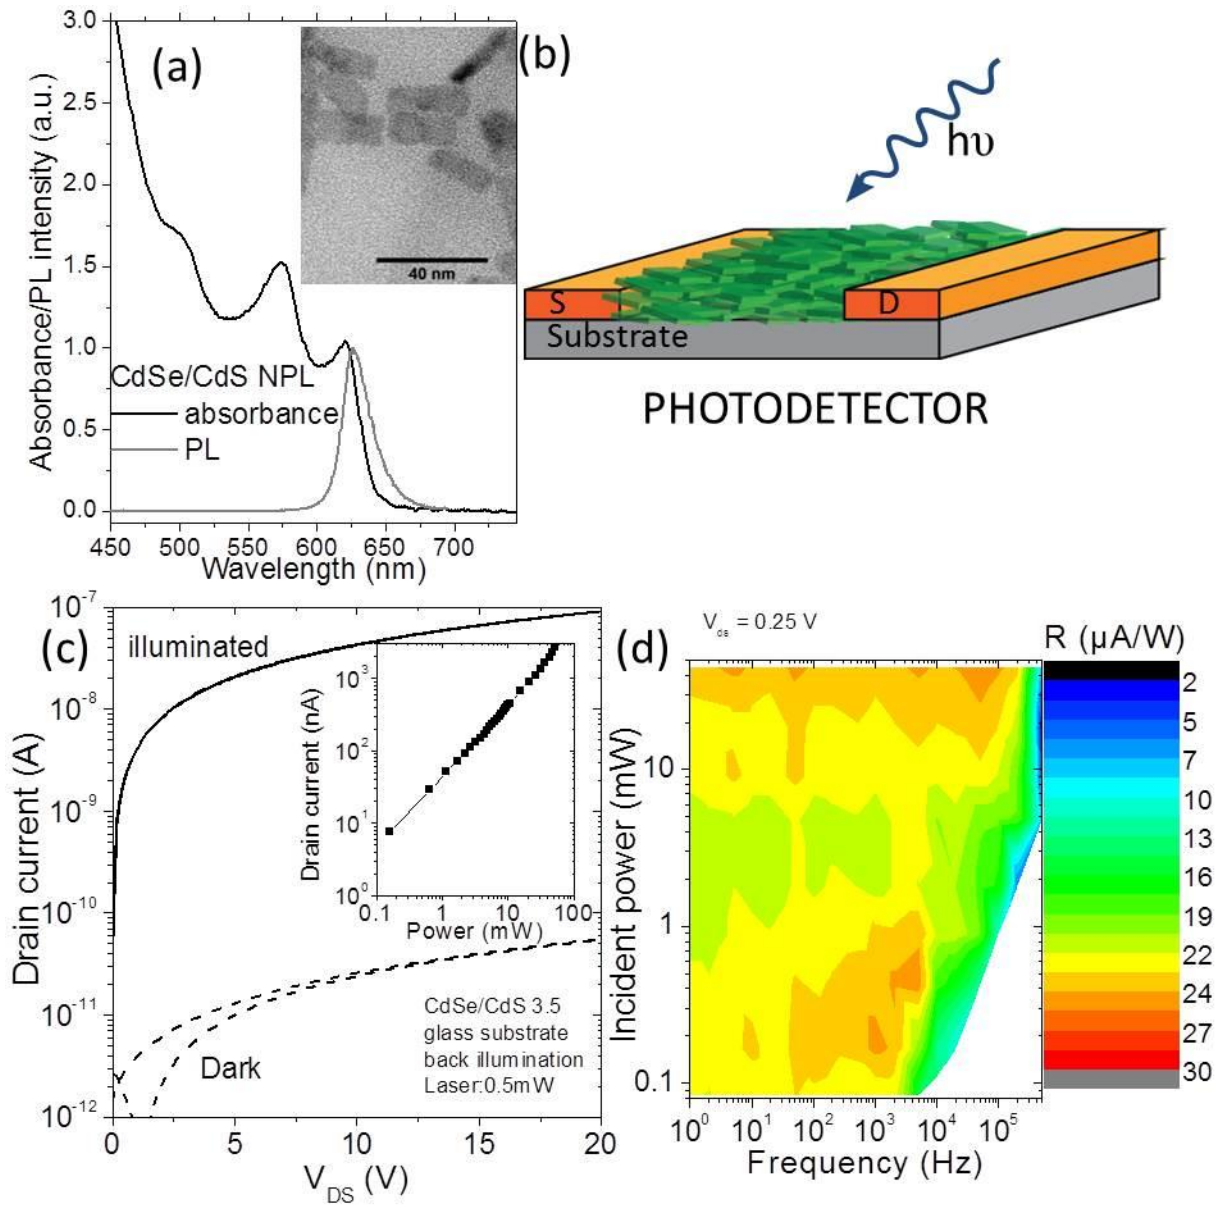 (a)
3.0
2.5
2.0
1.5
1.0
0.5
0.0
Absorbance/PL intensity (a.u.)
40 nm
CdSe/CdS NPL
absorbance
PL
450 500 550 600 650 700
Wavelength (nm)
(b)
hυ
S
D
Substrate
PHOTODETECTOR
(c)
illuminated
10⁻⁷
10⁻⁸
10⁻⁹
10⁻¹⁰
10⁻¹¹
10⁻¹²
Drain current (A)
Drain current (nA)
10³
10²
10¹
10⁰
0.1 1 10 100
Power (mW)
Dark
CdSe/CdS 3.5
glass substrate
back illumination
Laser:0.5mW
0 5 10 15 20
V_DS (V)
(d)
V_ds = 0.25 V
R (µA/W)
Incident power (mW)
10
1
0.1
10⁰ 10¹ 10² 10³ 10⁴ 10⁵
Frequency (Hz)
2
5
7
10
13
16
19
22
24
27
30